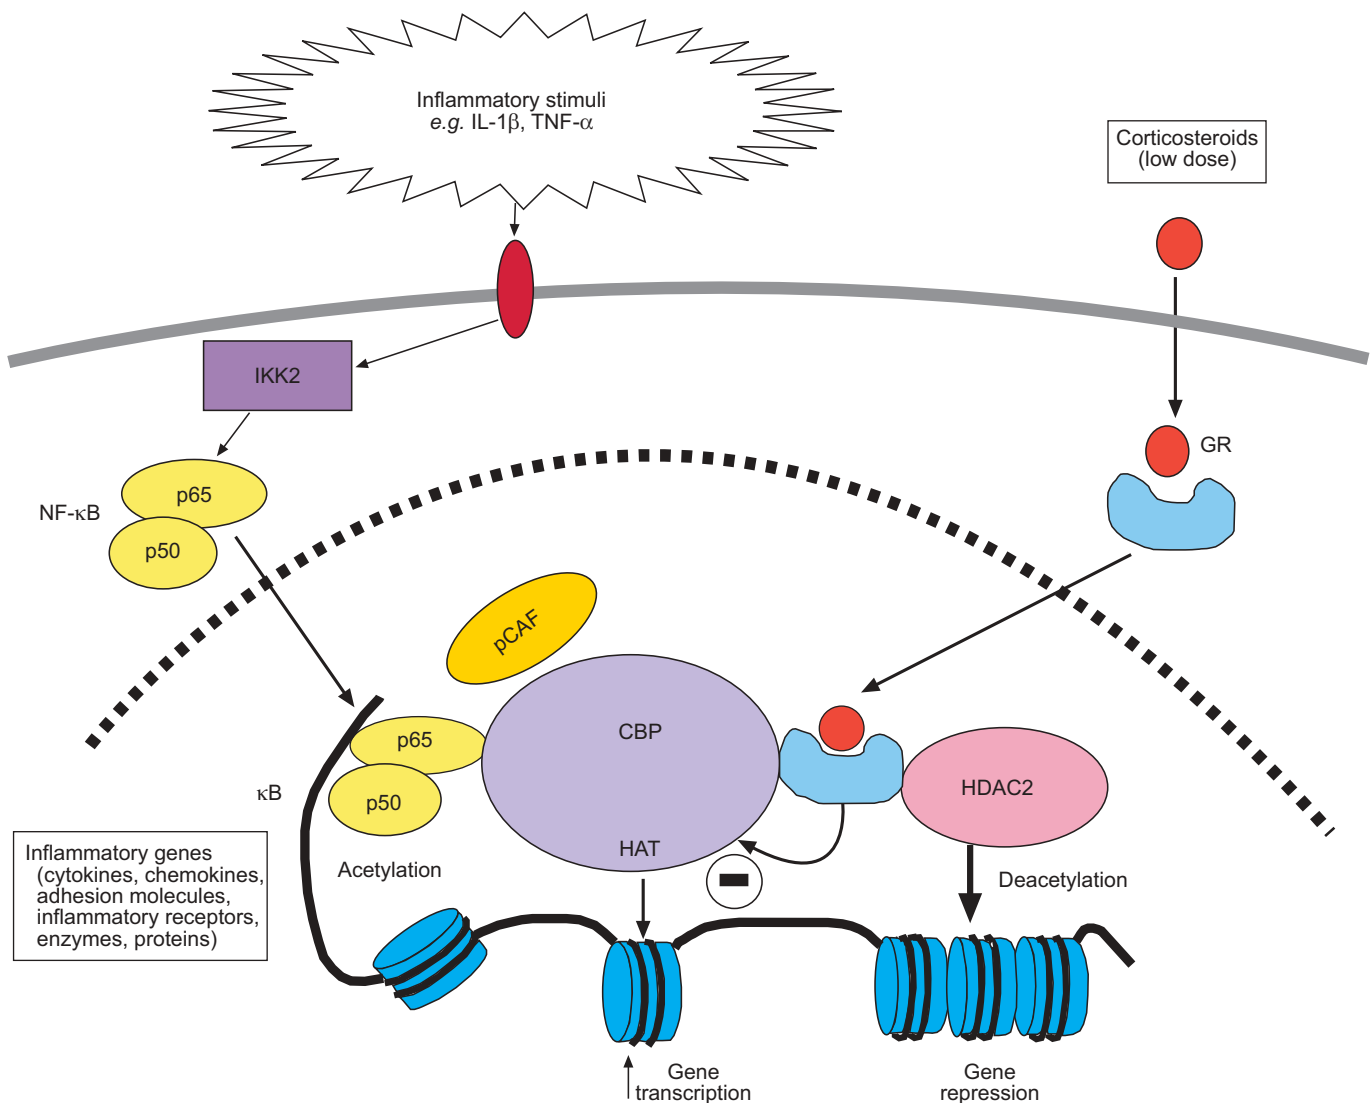 Inflammatory stimuli
e.g. IL-1β, TNF-α
Corticosteroids
(low dose)
IKK2
GR
p65
NF-κB
p50
pCAF
CBP
p65
κB
p50
HDAC2
HAT
Inflammatory genes
(cytokines, chemokines,
adhesion molecules,
inflammatory receptors,
enzymes, proteins)
Acetylation
Deacetylation
Gene
transcription
Gene
repression